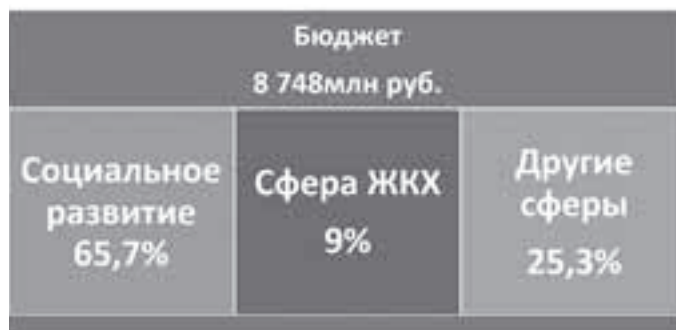 Бюджет
8 748млн руб.
Социальное
развитие
65,7%
Сфера ЖКХ
9%
Другие
сферы
25,3%